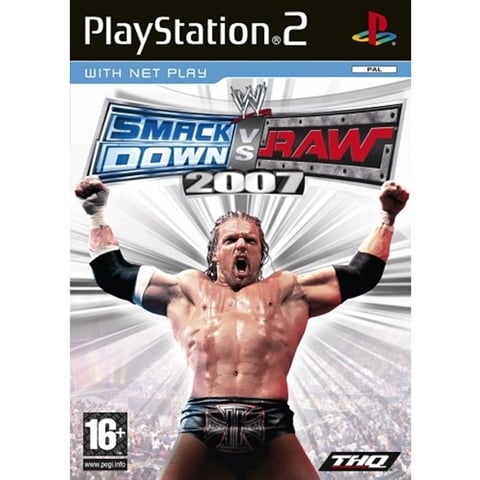 PlayStation®2
WITH NET PLAY
PAL
W
SMACK
DOWN
VS
RAW
2007
16+
www.pegi.info
THQ